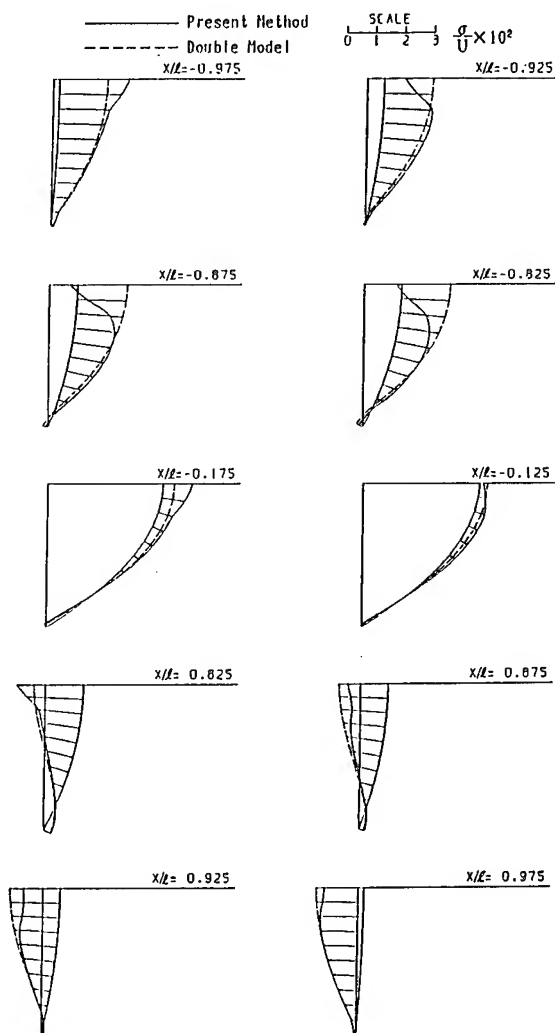 Present Method
Double Model
SCALE
0 1 2 3
σ/U ×10²
X/ℓ=-0.975
X/ℓ=-0.925
X/ℓ=-0.875
X/ℓ=-0.825
X/ℓ=-0.175
X/ℓ=-0.125
X/ℓ= 0.825
X/ℓ= 0.875
X/ℓ= 0.925
X/ℓ= 0.975